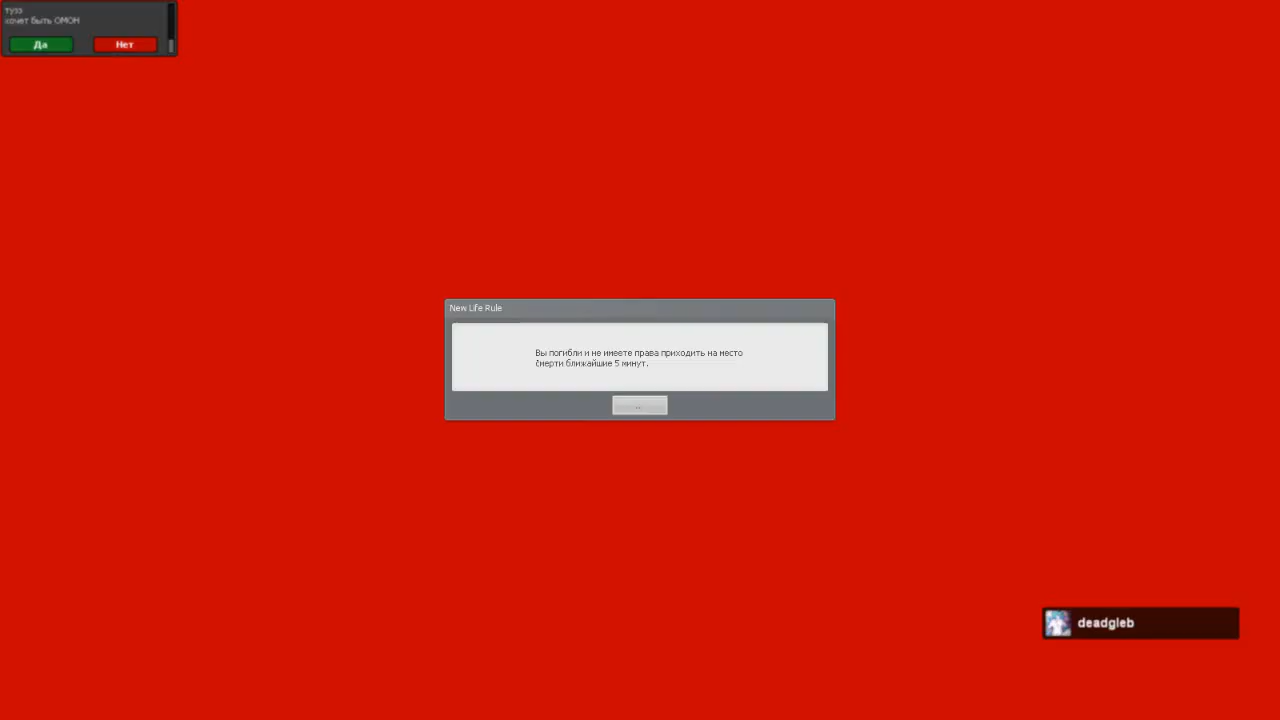 тузз
хочет быть ОМОН
Да
Нет
New Life Rule
Вы погибли и не имеете права приходить на место
смерти ближайшие 5 минут.
..
deadgleb